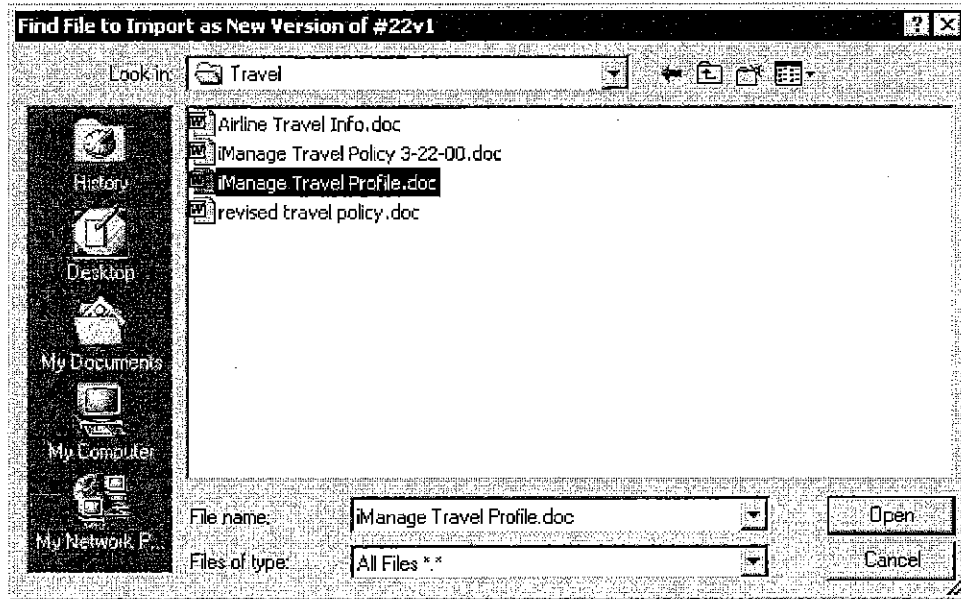 Find File to Import as New Version of #22v1
Look in: Travel
History
Desktop
My Documents
My Computer
My Network P...
Airline Travel Info.doc
iManage Travel Policy 3-22-00.doc
iManage Travel Profile.doc
revised travel policy.doc
File name: iManage Travel Profile.doc Open
Files of type: All Files *.* Cancel